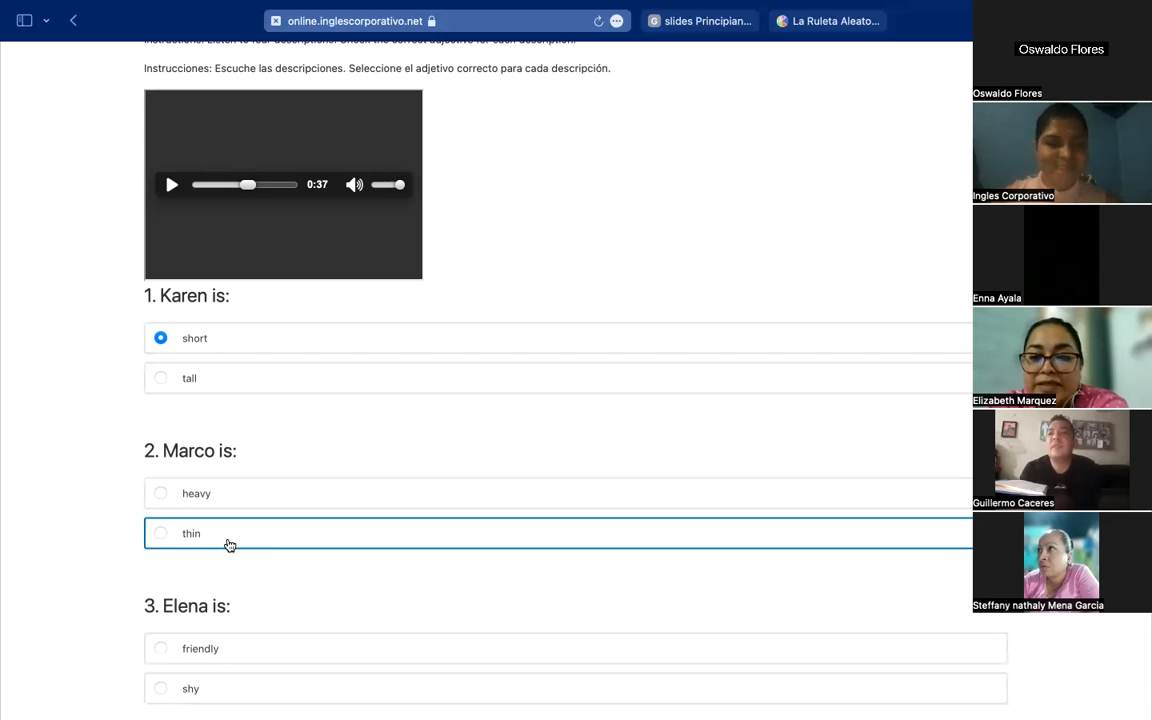 online.inglescorporativo.net
slides Principian...
La Ruleta Aleato...
Instrucciones: Escuche las descripciones. Seleccione el adjetivo correcto para cada descripción.
0:37
1. Karen is:
short
tall
2. Marco is:
heavy
thin
3. Elena is:
friendly
shy
Oswaldo Flores
Oswaldo Flores
Ingles Corporativo
Enna Ayala
Elizabeth Marquez
Guillermo Caceres
Steffany nathaly Mena Garcia